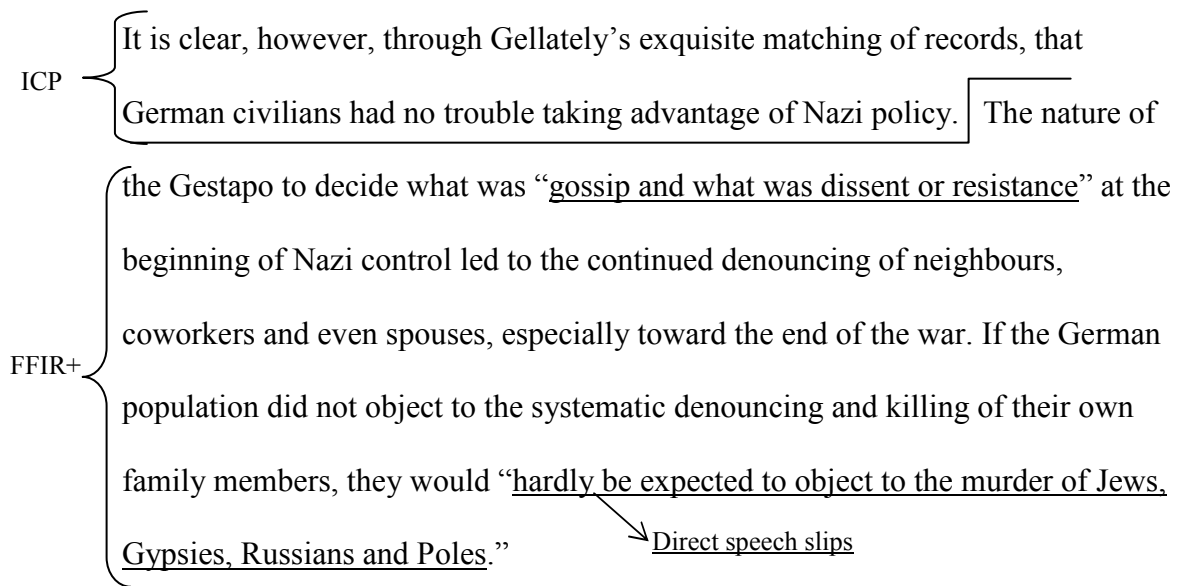 It is clear, however, through Gellately’s exquisite matching of records, that
ICP
German civilians had no trouble taking advantage of Nazi policy. The nature of
the Gestapo to decide what was “gossip and what was dissent or resistance” at the
beginning of Nazi control led to the continued denouncing of neighbours,
coworkers and even spouses, especially toward the end of the war. If the German
FFIR+
population did not object to the systematic denouncing and killing of their own
family members, they would “hardly be expected to object to the murder of Jews,
Gypsies, Russians and Poles.”
Direct speech slips